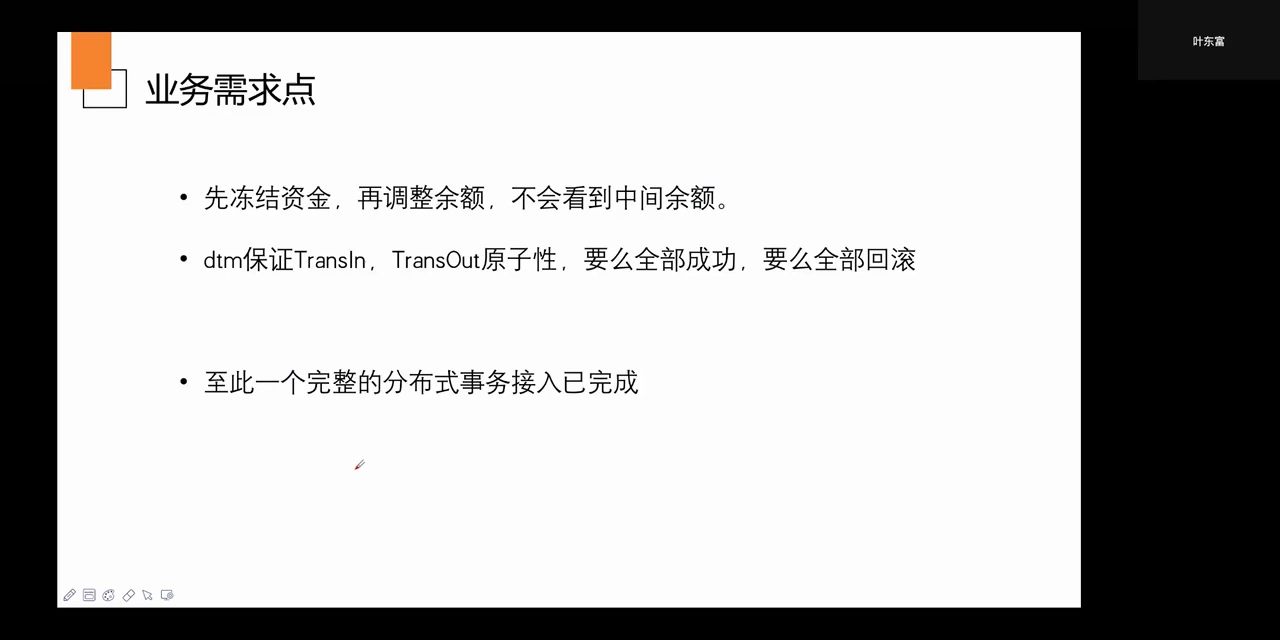 叶东富
业务需求点
• 先冻结资金，再调整余额，不会看到中间余额。
• dtm保证TransIn，TransOut原子性，要么全部成功，要么全部回滚
• 至此一个完整的分布式事务接入已完成